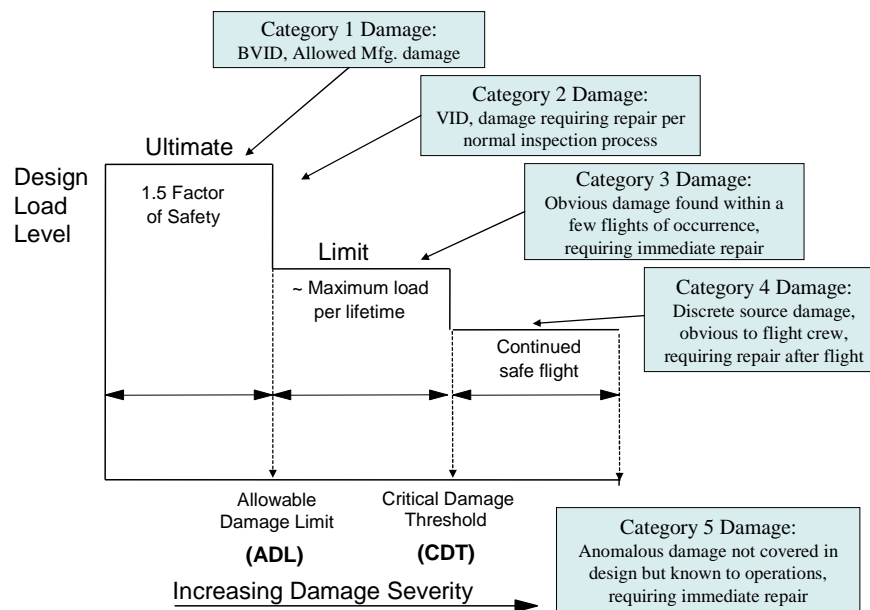 Category 1 Damage:
BVID, Allowed Mfg. damage
Category 2 Damage:
VID, damage requiring repair per
normal inspection process
Ultimate
Design
Load
Level
1.5 Factor
of Safety
Category 3 Damage:
Obvious damage found within a
few flights of occurrence,
requiring immediate repair
Limit
~ Maximum load
per lifetime
Category 4 Damage:
Discrete source damage,
obvious to flight crew,
requiring repair after flight
Continued
safe flight
Allowable
Damage Limit
(ADL)
Critical Damage
Threshold
(CDT)
Category 5 Damage:
Anomalous damage not covered in
design but known to operations,
requiring immediate repair
Increasing Damage Severity